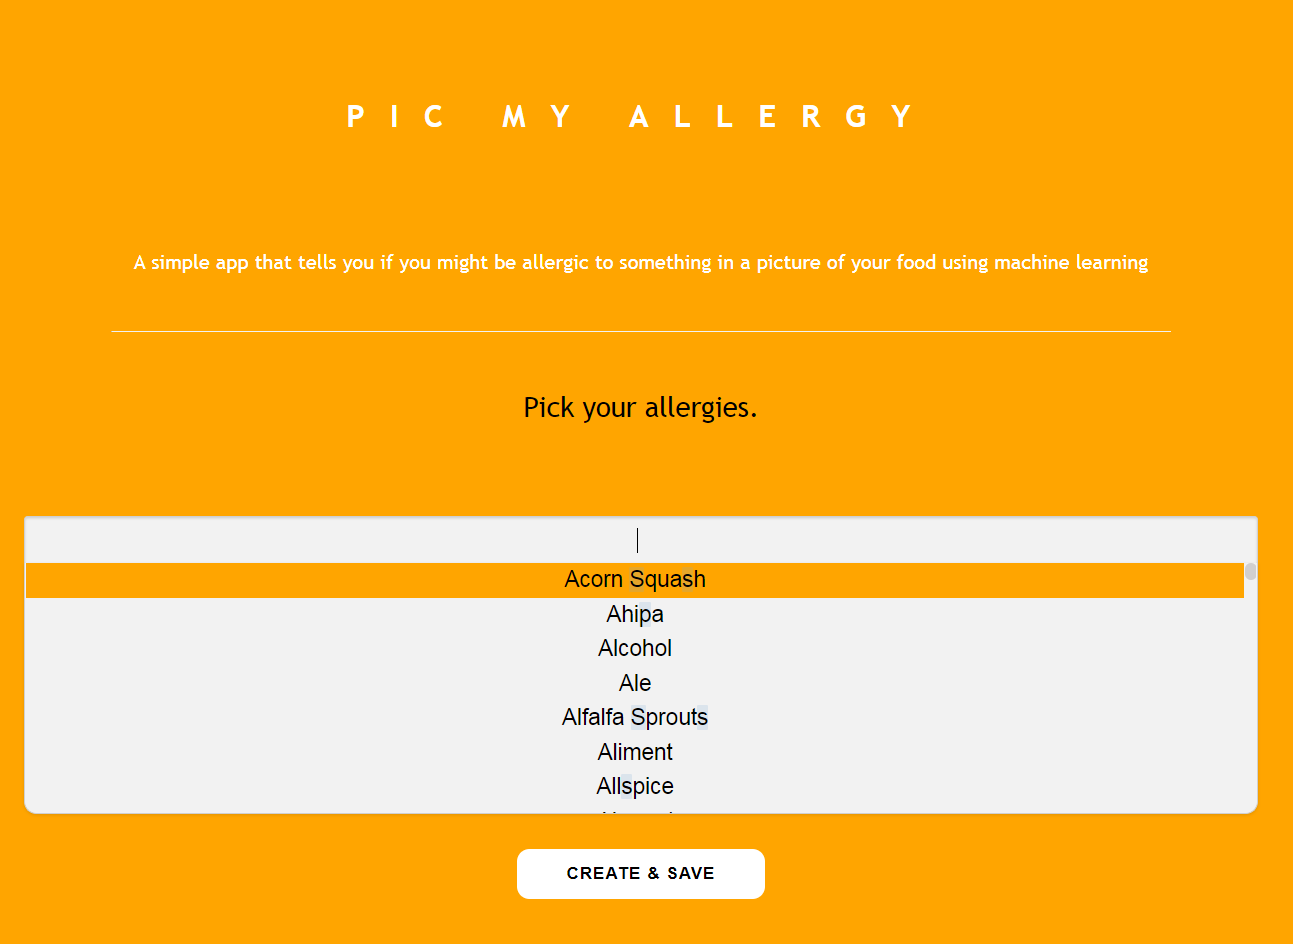 PIC MY ALLERGY
A simple app that tells you if you might be allergic to something in a picture of your food using machine learning
Pick your allergies.
Acorn Squash
Ahipa
Alcohol
Ale
Alfalfa Sprouts
Aliment
Allspice
CREATE & SAVE